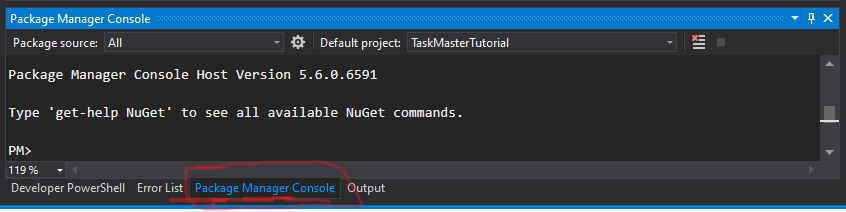 Package Manager Console
Package source: All Default project: TaskMasterTutorial
Package Manager Console Host Version 5.6.0.6591
Type 'get-help NuGet' to see all available NuGet commands.
PM>
119 %
Developer PowerShell Error List Package Manager Console Output